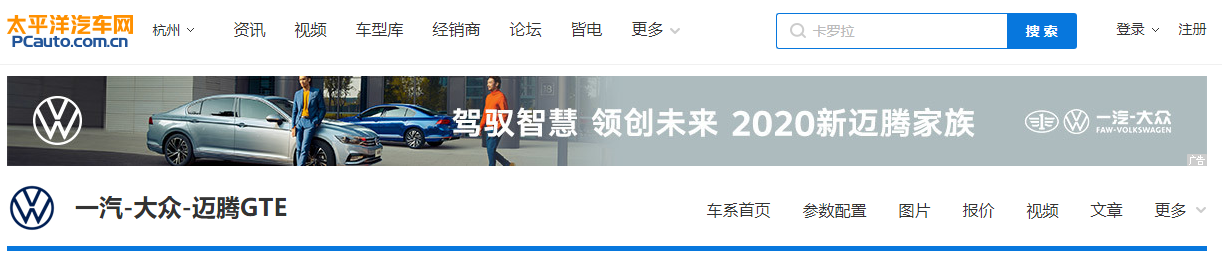 太平洋汽车网
PCauto.com.cn
杭州
资讯
视频
车型库
经销商
论坛
皆电
更多
卡罗拉
搜索
登录
注册
驾驭智慧 领创未来 2020新迈腾家族
一汽-大众
FAW-VOLKSWAGEN
广告
一汽-大众-迈腾GTE
车系首页
参数配置
图片
报价
视频
文章
更多